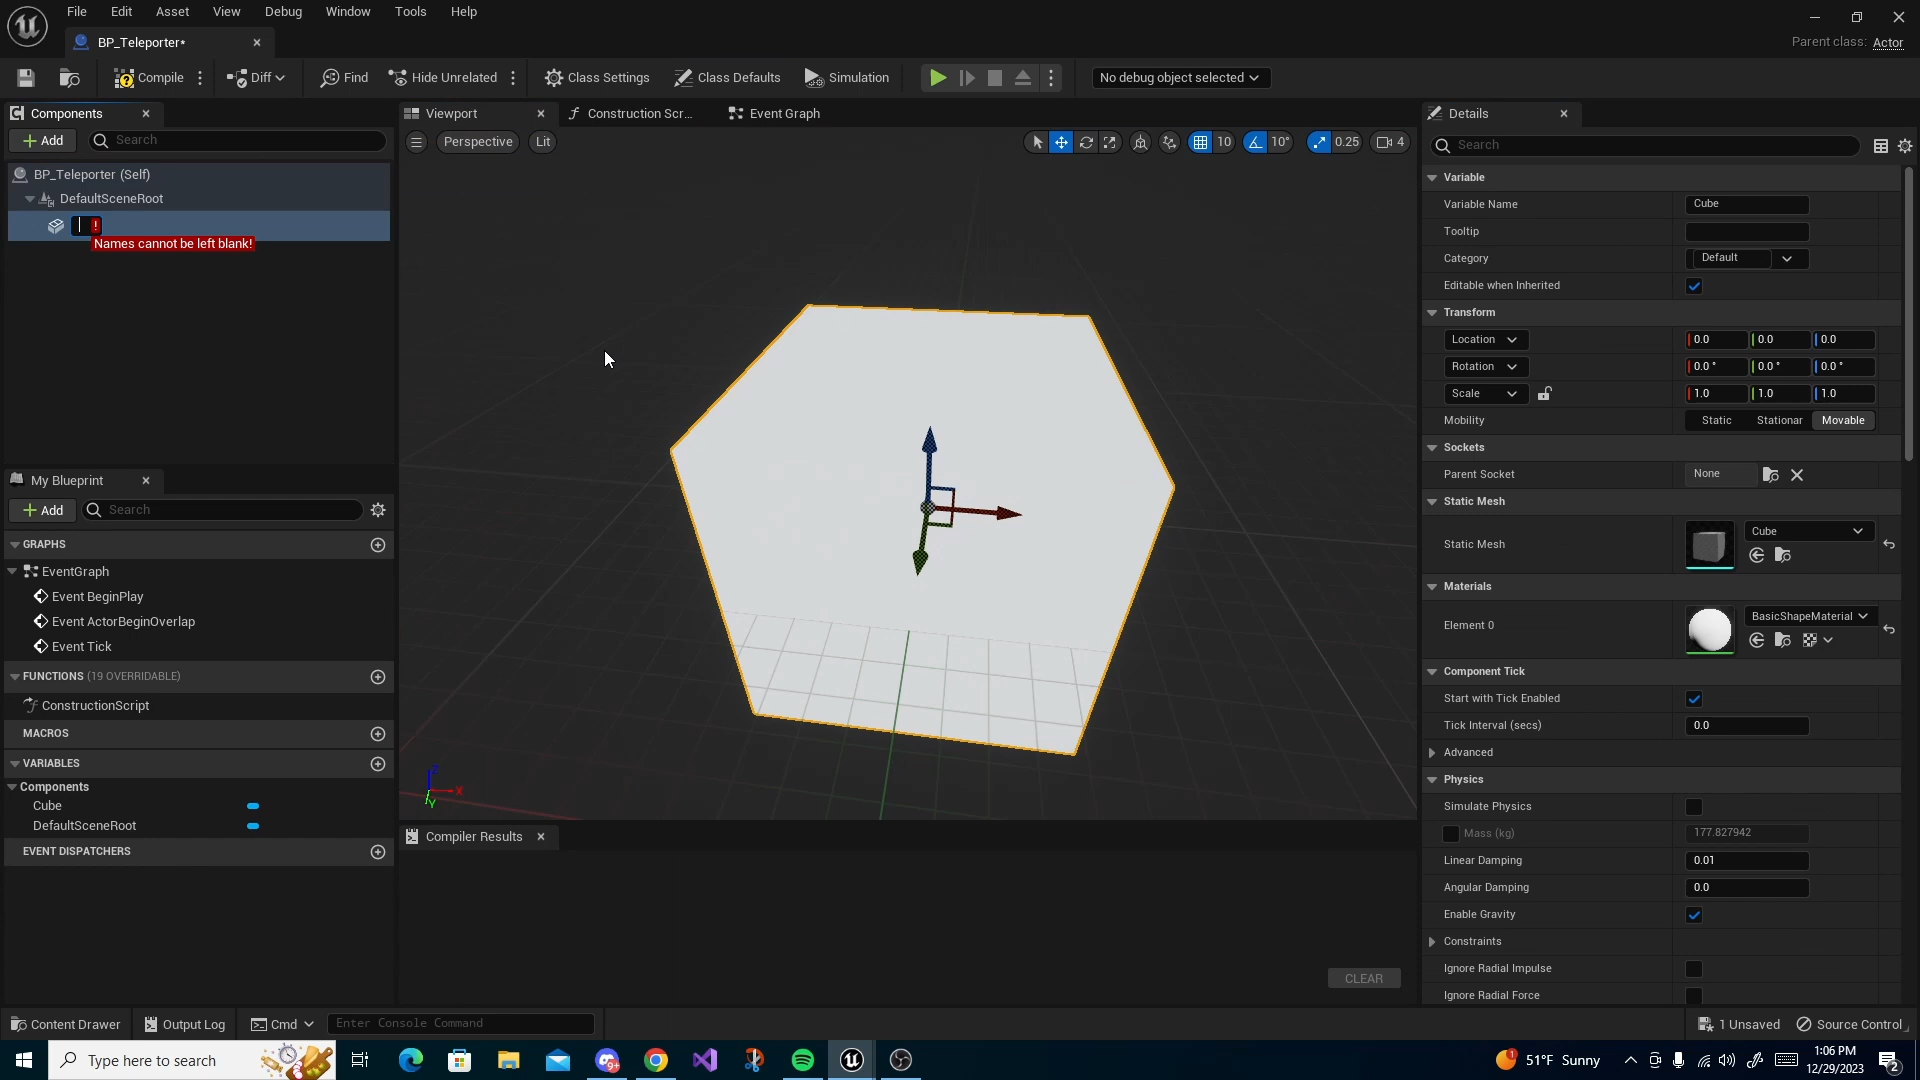 File Edit Asset View Debug Window Tools Help
BP_Teleporter*
Parent class: Actor
Compile Diff Find Hide Unrelated Class Settings Class Defaults Simulation No debug object selected
Components
Add Search
BP_Teleporter (Self)
DefaultSceneRoot
!
Names cannot be left blank!
My Blueprint
Add Search
GRAPHS
EventGraph
Event BeginPlay
Event ActorBeginOverlap
Event Tick
FUNCTIONS (19 OVERRIDABLE)
ConstructionScript
MACROS
VARIABLES
Components
Cube
DefaultSceneRoot
EVENT DISPATCHERS
Viewport Construction Scr... Event Graph
Perspective Lit 10 10° 0.25 4
Z
X
Y
Compiler Results
CLEAR
Details
Search
Variable
Variable Name Cube
Tooltip
Category Default
Editable when Inherited
Transform
Location 0.0 0.0 0.0
Rotation 0.0 ° 0.0 ° 0.0 °
Scale 1.0 1.0 1.0
Mobility Static Stationar Movable
Sockets
Parent Socket None
Static Mesh
Static Mesh Cube
Materials
Element 0 BasicShapeMaterial
Component Tick
Start with Tick Enabled
Tick Interval (secs) 0.0
Advanced
Physics
Simulate Physics
Mass (kg) 177.827942
Linear Damping 0.01
Angular Damping 0.0
Enable Gravity
Constraints
Ignore Radial Impulse
Ignore Radial Force
Content Drawer Output Log Cmd Enter Console Command 1 Unsaved Source Control
Type here to search 9+ 1 51°F Sunny 1:06 PM
12/29/2023 2